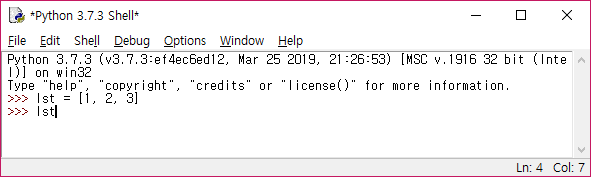 *Python 3.7.3 Shell*
File Edit Shell Debug Options Window Help
Python 3.7.3 (v3.7.3:ef4ec6ed12, Mar 25 2019, 21:26:53) [MSC v.1916 32 bit (Inte
l)] on win32
Type "help", "copyright", "credits" or "license()" for more information.
>>> lst = [1, 2, 3]
>>> lst
Ln: 4 Col: 7